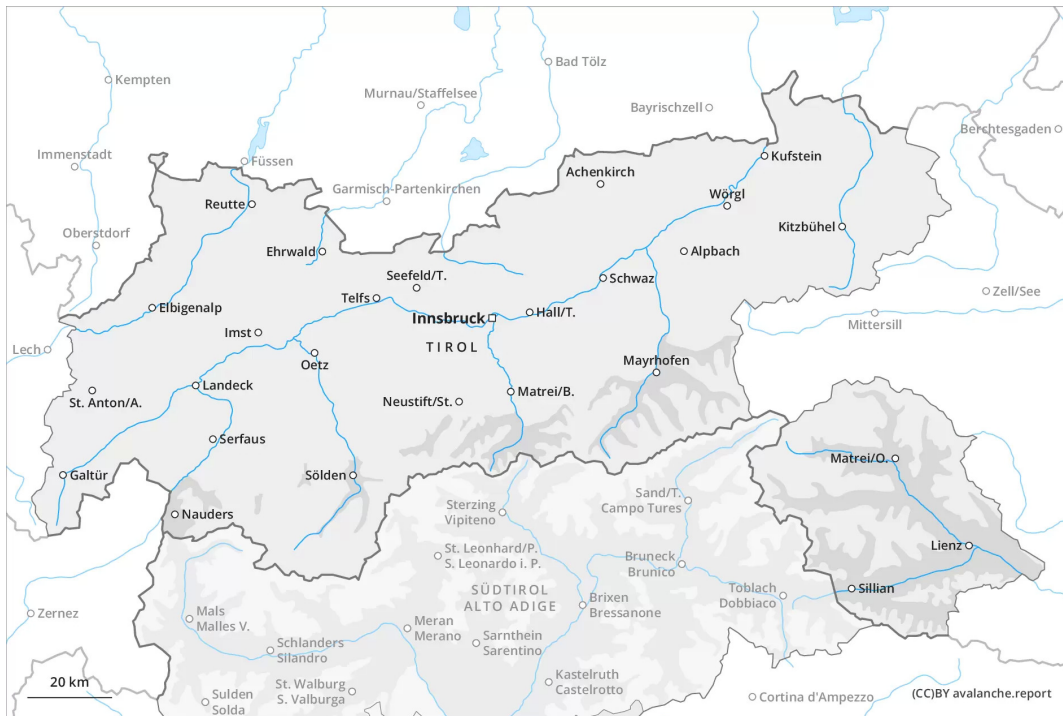 Kempten
Bad Tölz
Murnau/Staffelsee
Bayrischzell
Berchtesgaden
Immenstadt
Füssen
Kufstein
Achenkirch
Garmisch-Partenkirchen
Wörgl
Reutte
Kitzbühel
Oberstdorf
Ehrwald
Alpbach
Seefeld/T.
Schwaz
Zell/See
Telfs
Elbigenalp
Innsbruck
Hall/T.
Mittersill
Imst
TIROL
Lech
Oetz
Mayrhofen
Landeck
St. Anton/A.
Neustift/St.
Matrei/B.
Serfaus
Matrei/O.
Galtür
Sölden
Sterzing
Vipiteno
Sand/T.
Campo Tures
Nauders
Lienz
St. Leonhard/P.
S. Leonardo i. P.
Bruneck
Brunico
SÜDTIROL
ALTO ADIGE
Toblach
Dobbiaco
Sillian
Brixen
Bressanone
Zernez
Mals
Malles V.
Meran
Merano
Sarnthein
Sarentino
Schlanders
Silandro
Kastelruth
Castelrotto
20 km
St. Walburg
S. Valburga
Sulden
Solda
Cortina d'Ampezzo
(CC)BY avalanche.report